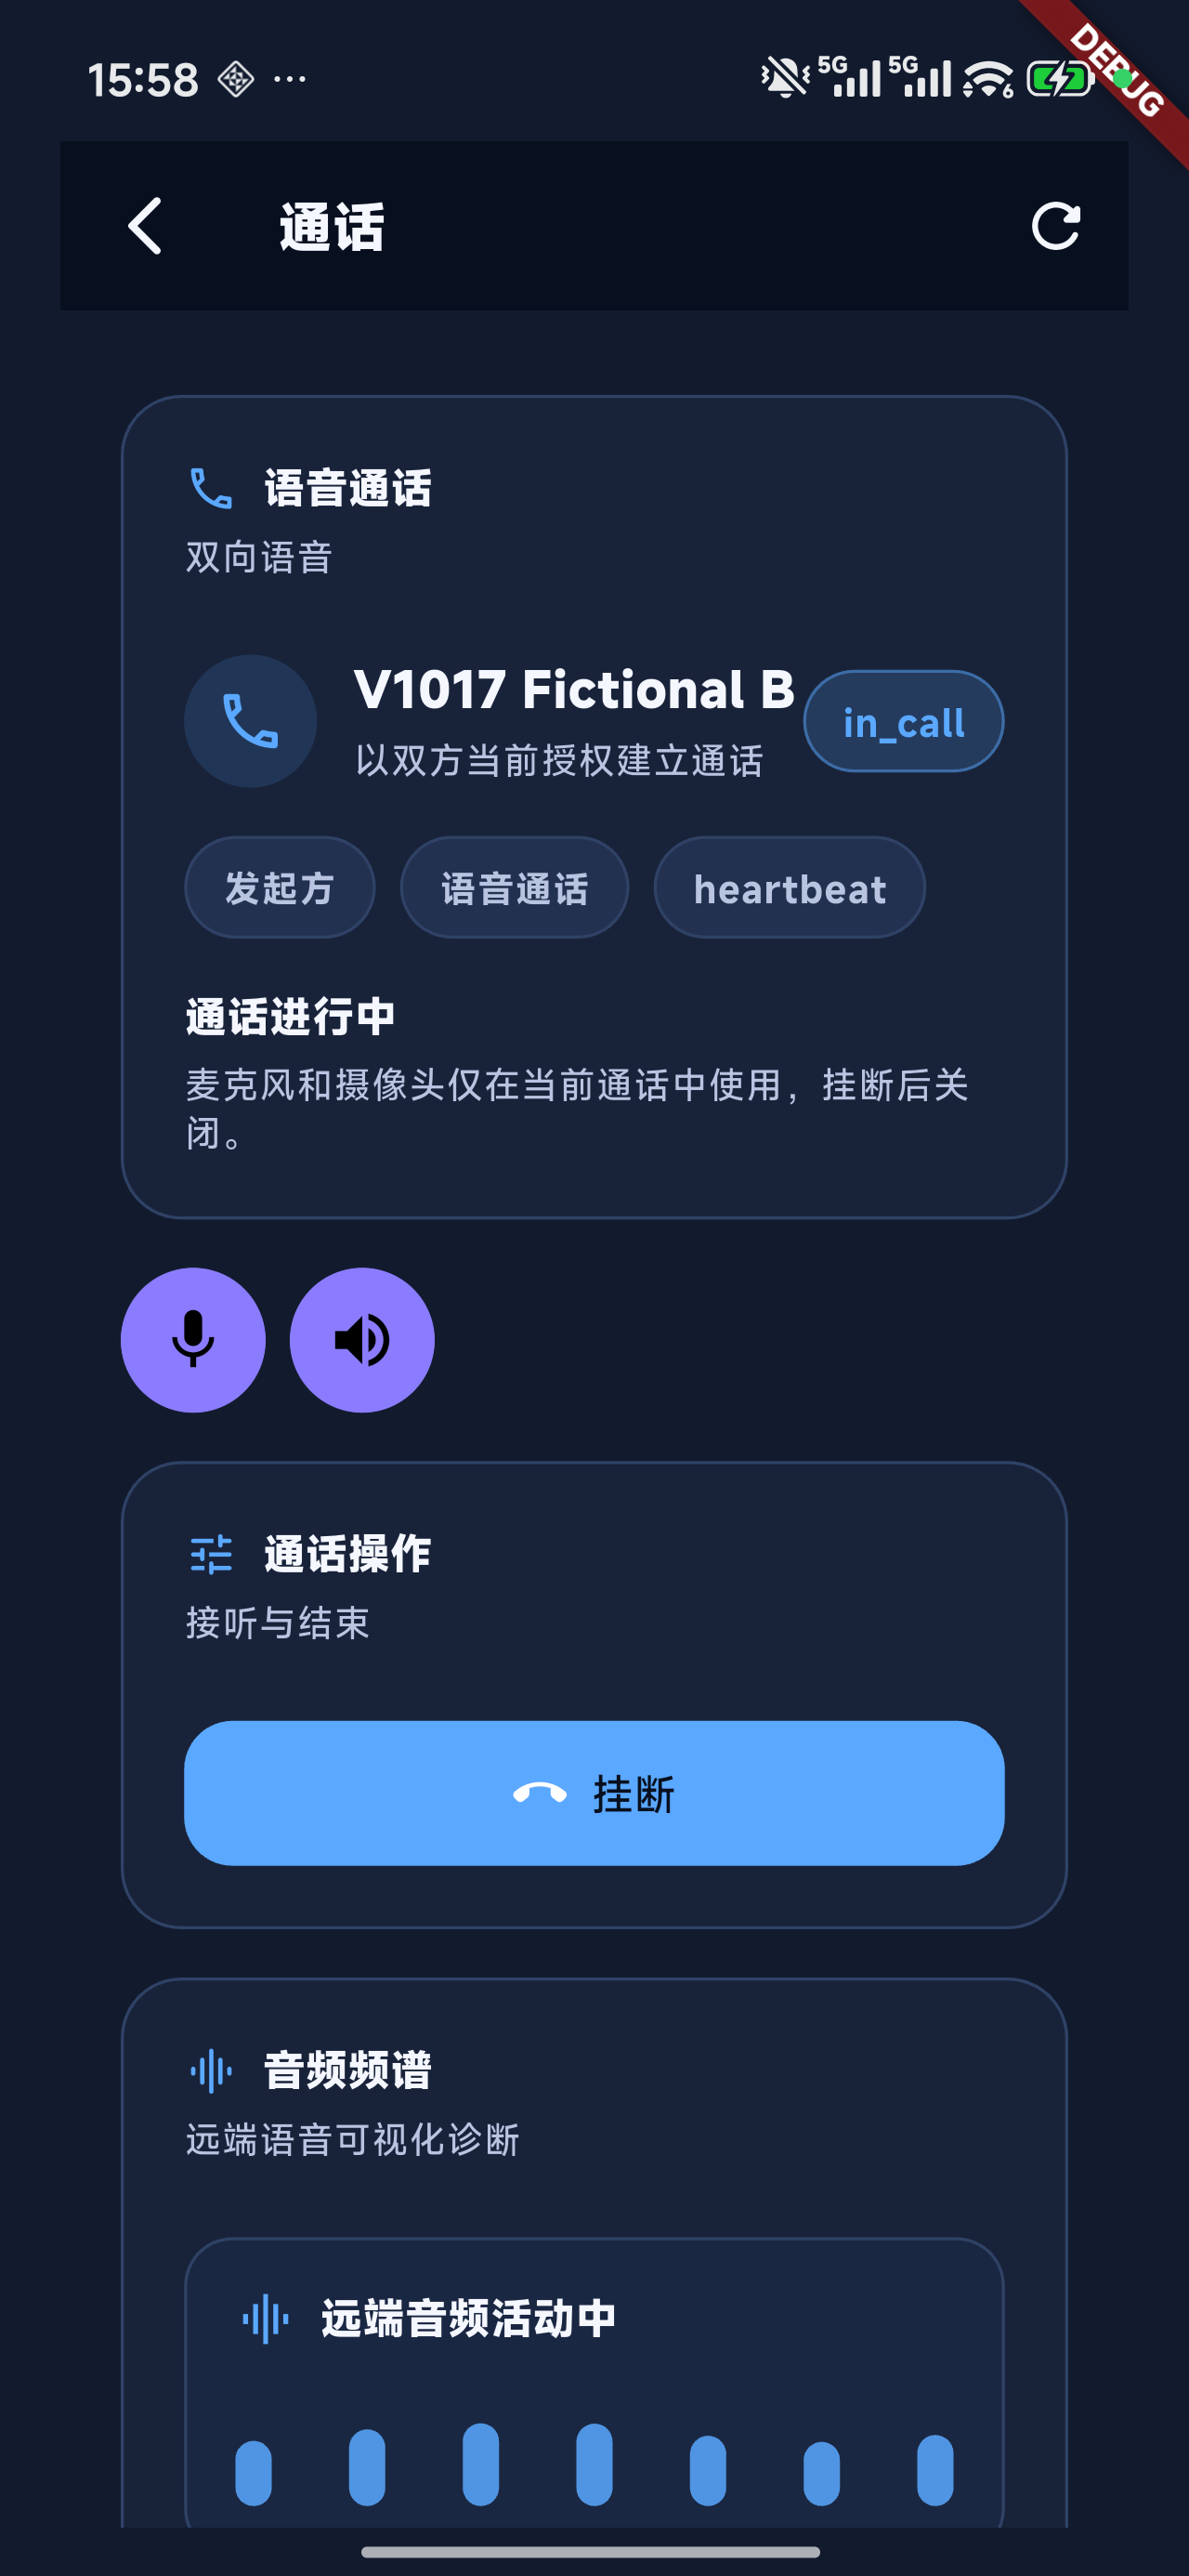 15:58
5G 5G 6
DEBUG
通话
语音通话
双向语音
V1017 Fictional B
in_call
以双方当前授权建立通话
发起方 语音通话 heartbeat
通话进行中
麦克风和摄像头仅在当前通话中使用，挂断后关
闭。
通话操作
接听与结束
挂断
音频频谱
远端语音可视化诊断
远端音频活动中